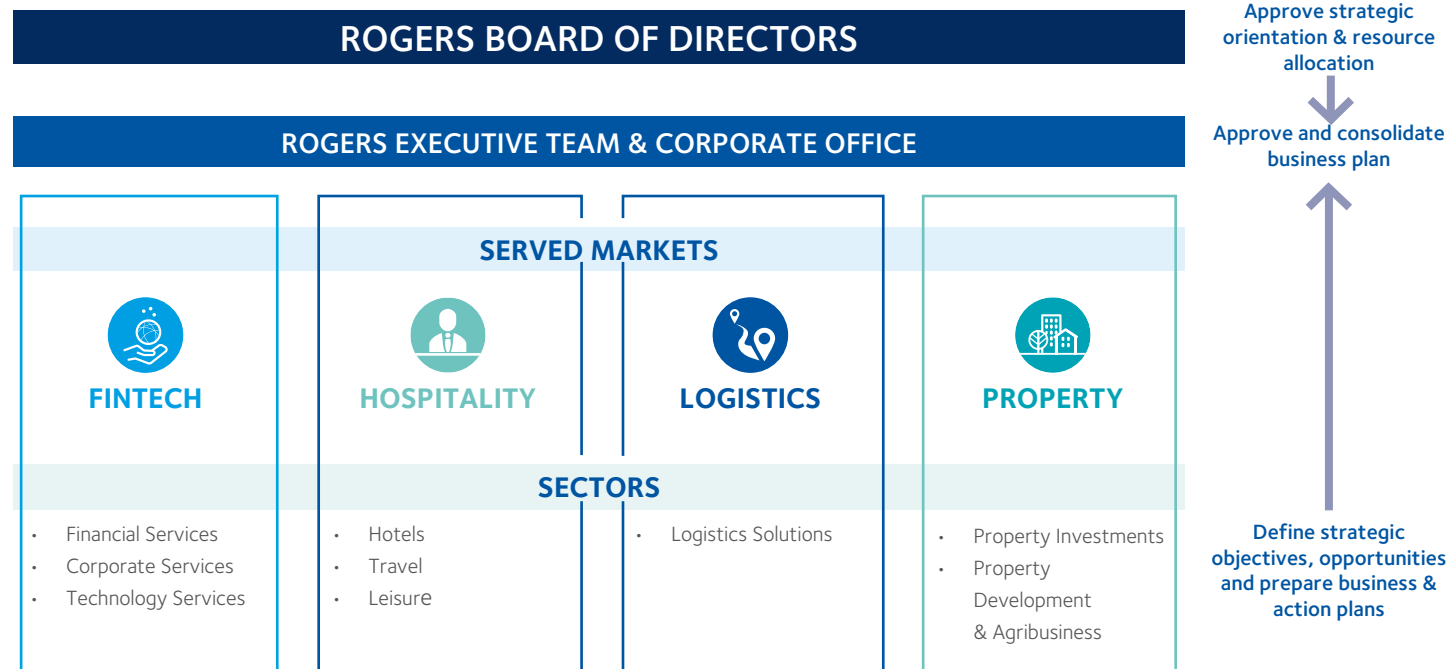 ROGERS BOARD OF DIRECTORS
Approve strategic
orientation & resource
allocation
ROGERS EXECUTIVE TEAM & CORPORATE OFFICE
Approve and consolidate
business plan
SERVED MARKETS
FINTECH
HOSPITALITY
LOGISTICS
PROPERTY
SECTORS
• Financial Services
• Corporate Services
• Technology Services
• Hotels
• Travel
• Leisure
• Logistics Solutions
• Property Investments
• Property
Development
& Agribusiness
Define strategic
objectives, opportunities
and prepare business &
action plans